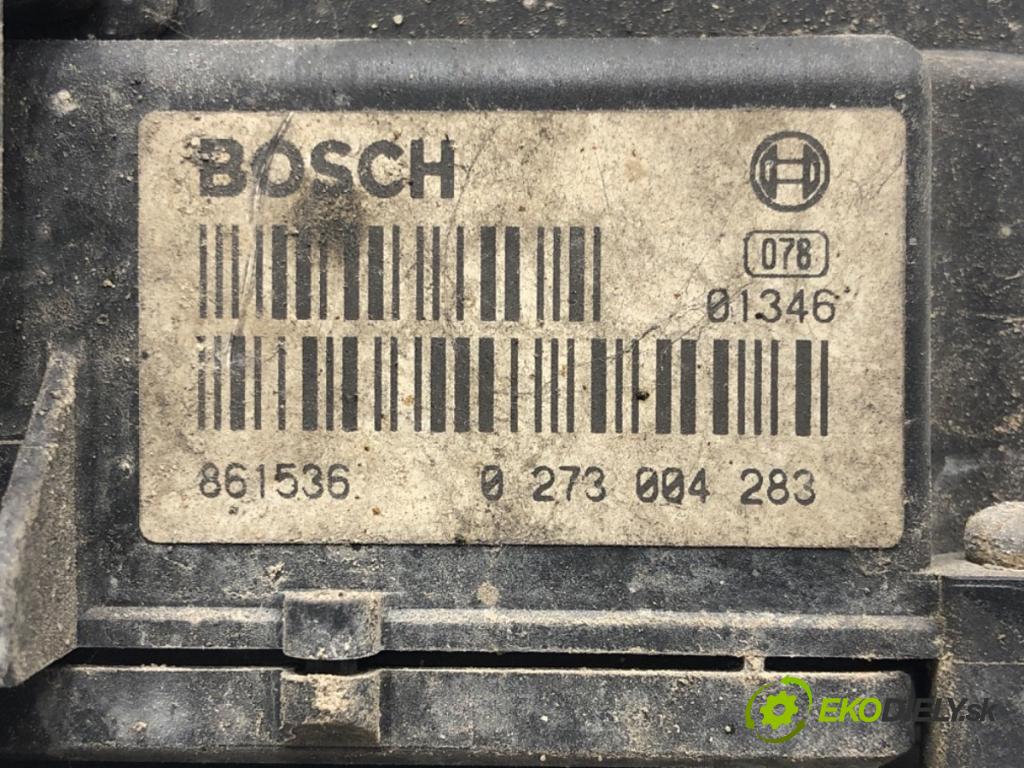 BOSCH
078
01346
861536 0 273 004 283
EKODIELY.sk